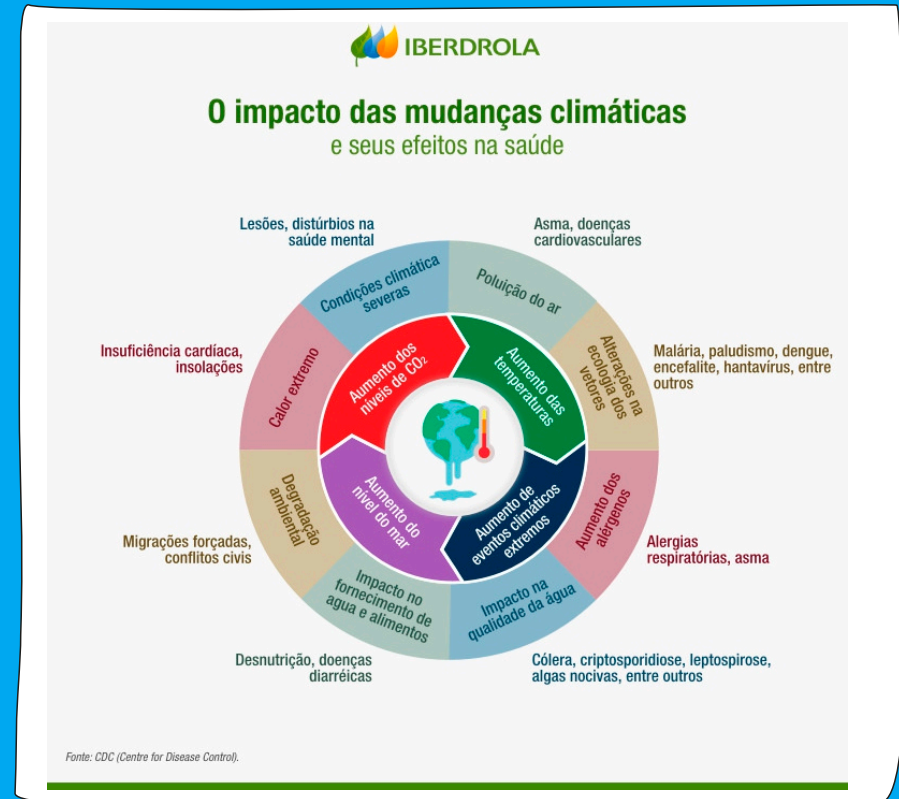 IBERDROLA
O impacto das mudanças climáticas
e seus efeitos na saúde
Lesões, distúrbios na
saúde mental
Asma, doenças
cardiovasculares
Condições climática
severas
Poluição do ar
Insuficiência cardíaca,
insolações
Calor extremo
Aumento dos
níveis de CO₂
Aumento das
temperaturas
Alterações na
ecologia dos
vetores
Malária, paludismo, dengue,
encefalite, hantavírus, entre
outros
Migrações forçadas,
conflitos civis
Degradação
ambiental
Aumento do
nível do mar
Aumento de
eventos climáticos
extremos
Aumento dos
alérgenos
Alergias
respiratórias, asma
Impacto no
fornecimento de
agua e alimentos
Impacto na
qualidade da água
Desnutrição, doenças
diarréicas
Cólera, criptosporidiose, leptospirose,
algas nocivas, entre outros
Fonte: CDC (Centre for Disease Control).